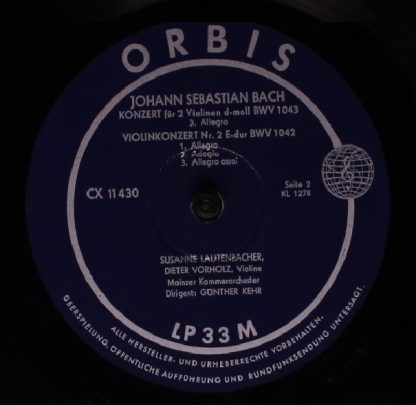 ORBIS
JOHANN SEBASTIAN BACH
KONZERT für 2 Violinen d-moll BWV 1043
3. Allegro
VIOLINKONZERT Nr. 2 E-dur BWV 1042
1. Allegro
2. Adagio
3. Allegro assai
CX 11 430
Seite 2
KL 1278
SUSANNE LAUTENBACHER,
DIETER VORHOLZ, Violine
Mainzer Kammerorchester
Dirigent: GÜNTHER KEHR
LP 33 M
ALLE HERSTELLER- UND URHEBERRECHTE VORBEHALTEN.
ÜBERSPIELUNG, ÖFFENTLICHE AUFFÜHRUNG UND RUNDFUNKSENDUNG UNTERSAGT.